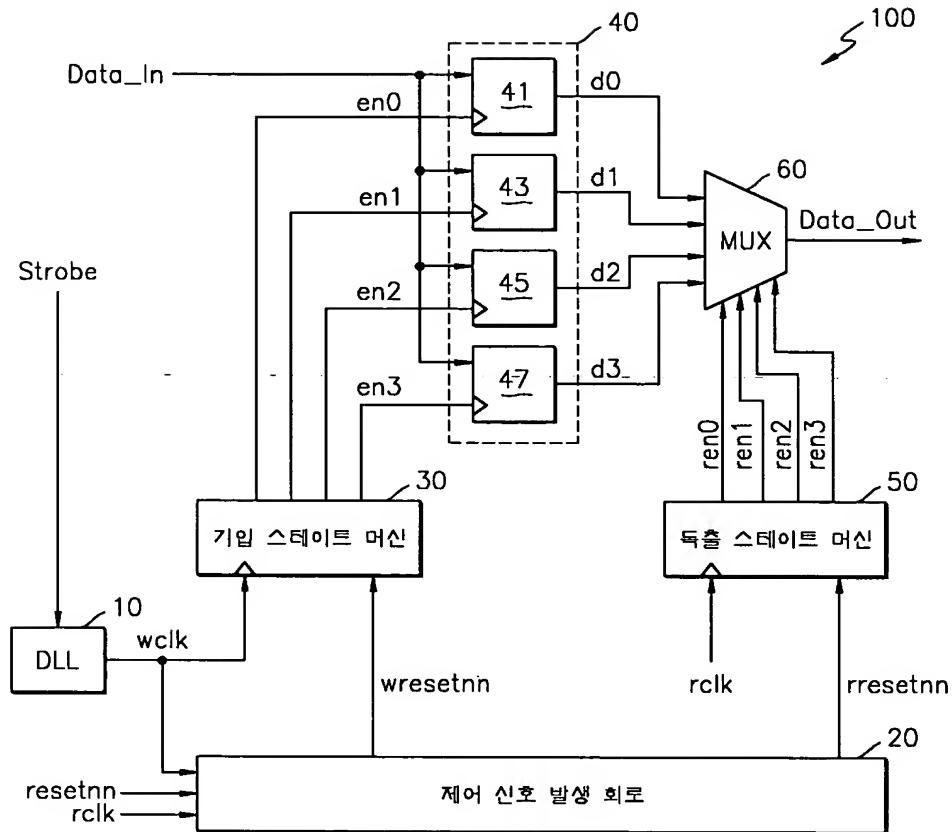 100
40
Data_In
41
d0
en0
60
43
d1
en1
MUX
Data_Out
Strobe
45
d2
en2
47
d3
en3
ren0
ren1
ren2
ren3
30
50
기입 스테이트 머신
독출 스테이트 머신
10
DLL
wclk
wresetnn
rclk
rresetnn
20
resetnn
rclk
제어 신호 발생 회로